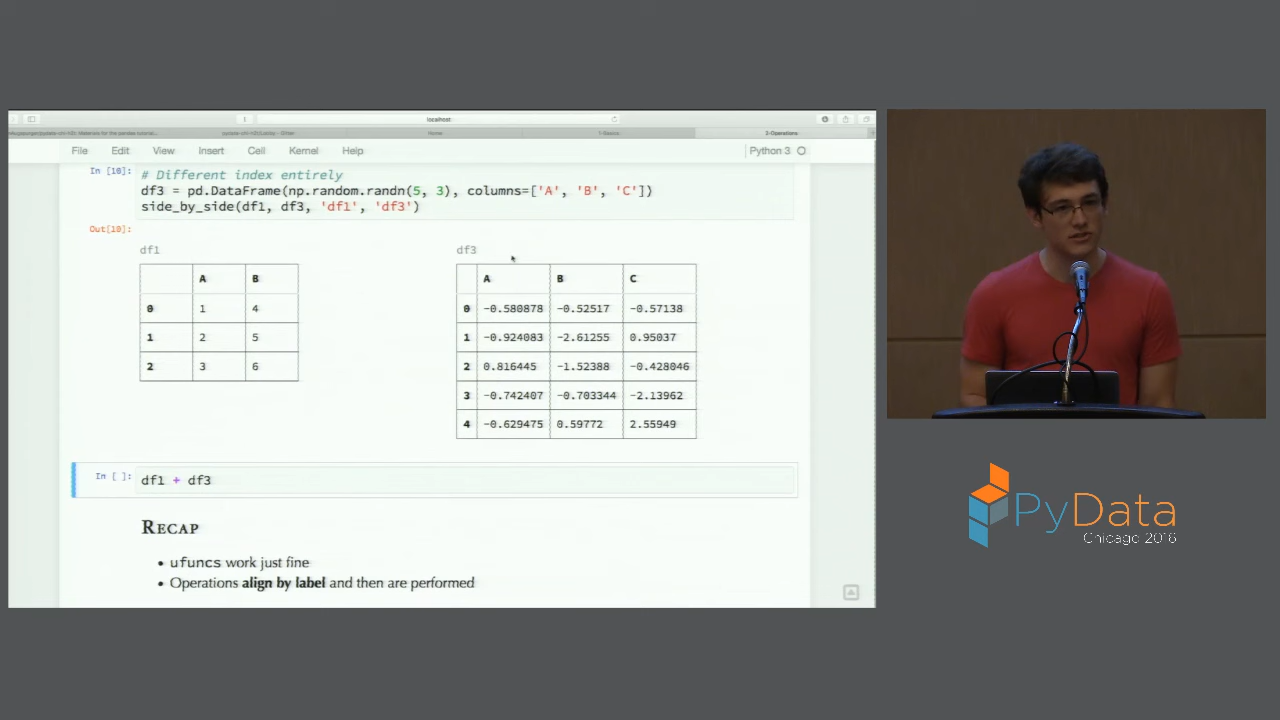 localhost
Home
1-Basics
2-Operations
File Edit View Insert Cell Kernel Help Python 3
In [10]: # Different index entirely
df3 = pd.DataFrame(np.random.randn(5, 3), columns=['A', 'B', 'C'])
side_by_side(df1, df3, 'df1', 'df3')
Out[10]:
df1
A B
0 1 4
1 2 5
2 3 6
df3
A B C
0 -0.580878 -0.52517 -0.57138
1 -0.924083 -2.61255 0.95037
2 0.816445 -1.52388 -0.428046
3 -0.742407 -0.703344 -2.13962
4 -0.629475 0.59772 2.55949
In [ ]: df1 + df3
Recap
• ufuncs work just fine
• Operations align by label and then are performed
PyData
Chicago 2016